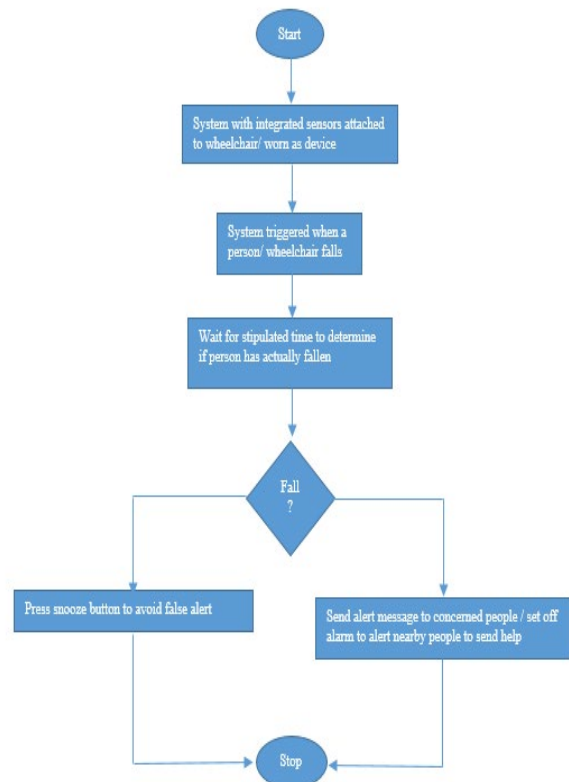 Start
System with integrated sensors attached
to wheelchair/ worn as device
System triggered when a
person/ wheelchair falls
Wait for stipulated time to determine
if person has actually fallen
Fall
?
Press snooze button to avoid false alert
Send alert message to concerned people / set off
alarm to alert nearby people to send help
Stop